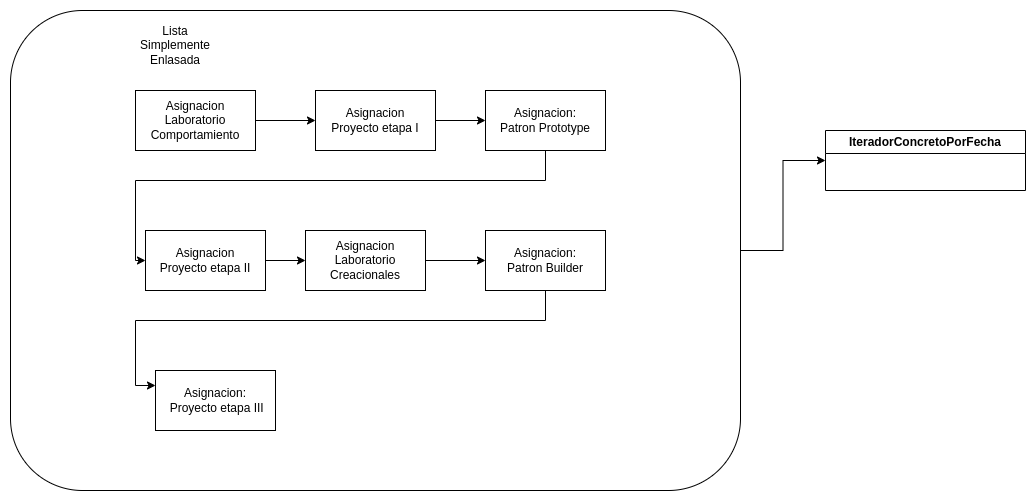 Lista
Simplemente
Enlasada
Asignacion
Laboratorio
Comportamiento
Asignacion
Proyecto etapa I
Asignacion:
Patron Prototype
IteradorConcretoPorFecha
Asignacion
Proyecto etapa II
Asignacion
Laboratorio
Creacionales
Asignacion:
Patron Builder
Asignacion:
Proyecto etapa III